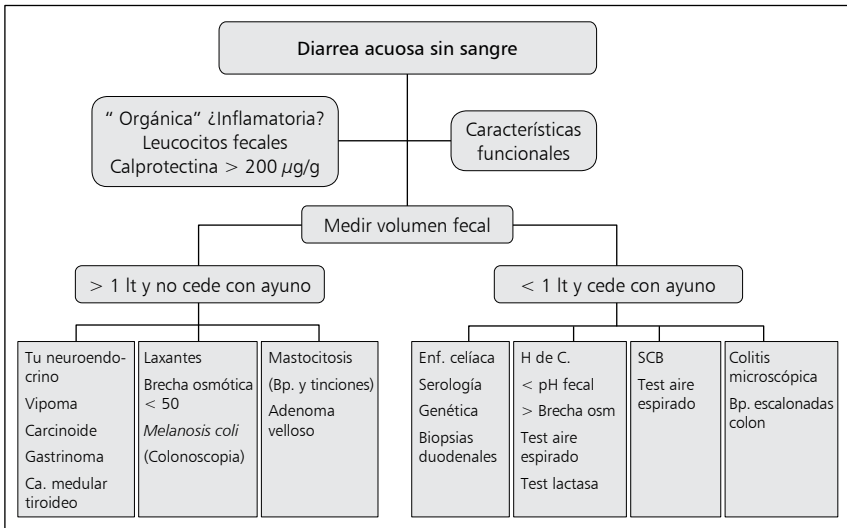 Diarrea acuosa sin sangre
“ Orgánica” ¿Inflamatoria?
Leucocitos fecales
Calprotectina > 200 µg/g
Características
funcionales
Medir volumen fecal
> 1 lt y no cede con ayuno
< 1 lt y cede con ayuno
Tu neuroendo-
crino
Vipoma
Carcinoide
Gastrinoma
Ca. medular
tiroideo
Laxantes
Brecha osmótica
< 50
Melanosis coli
(Colonoscopia)
Mastocitosis
(Bp. y tinciones)
Adenoma
velloso
Enf. celíaca
Serología
Genética
Biopsias
duodenales
H de C.
< pH fecal
> Brecha osm
Test aire
espirado
Test lactasa
SCB
Test aire
espirado
Colitis
microscópica
Bp. escalonadas
colon